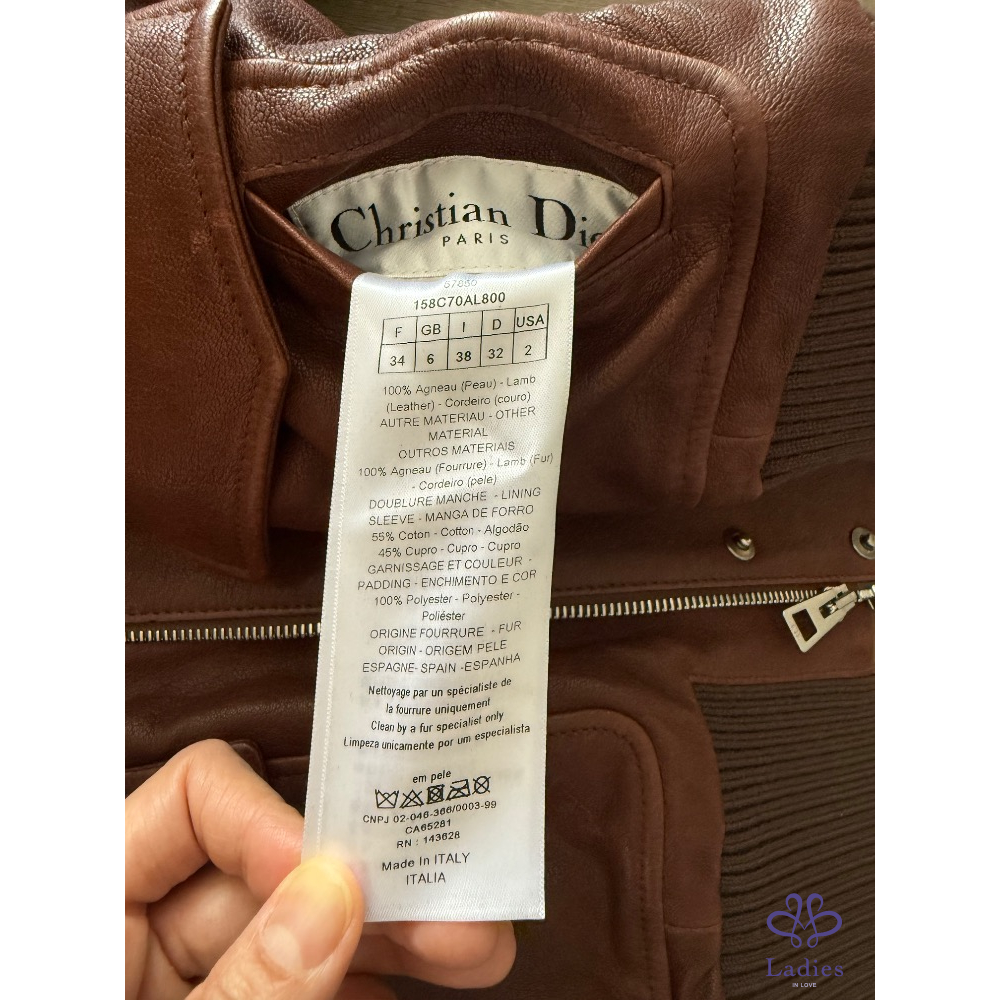 Christian Dio
PARIS
67850
158C70AL800
F GB I D USA
34 6 38 32 2
100% Agneau (Peau) - Lamb
(Leather) - Cordeiro (couro)
AUTRE MATERIAU - OTHER
MATERIAL
OUTROS MATERIAIS
100% Agneau (Fourrure) - Lamb (Fur)
- Cordeiro (pele)
DOUBLURE MANCHE - LINING
SLEEVE - MANGA DE FORRO
55% Coton - Cotton - Algodão
45% Cupro - Cupro - Cupro
GARNISSAGE ET COULEUR -
PADDING - ENCHIMENTO E COR
100% Polyester - Polyester -
Poliéster
ORIGINE FOURRURE - FUR
ORIGIN - ORIGEM PELE
ESPAGNE- SPAIN -ESPANHA
Nettoyage par un spécialiste de
la fourrure uniquement
Clean by a fur specialist only
Limpeza unicamente por um especialista
em pele
CNPJ 02-046-366/0003-99
CA65281
RN : 143628
Made In ITALY
ITALIA
Ladies
IN LOVE